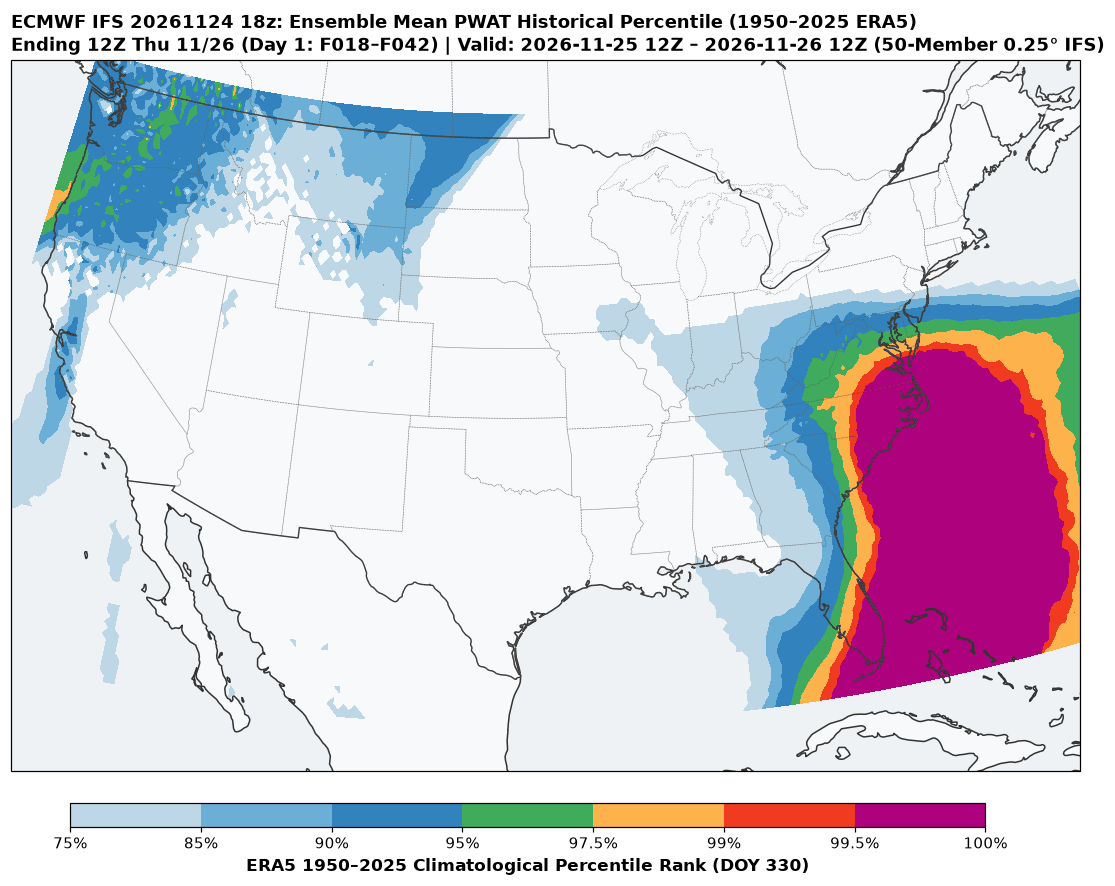 ECMWF IFS 20261124 18z: Ensemble Mean PWAT Historical Percentile (1950–2025 ERA5)
Ending 12Z Thu 11/26 (Day 1: F018–F042) | Valid: 2026-11-25 12Z – 2026-11-26 12Z (50-Member 0.25° IFS)
75% 85% 90% 95% 97.5% 99% 99.5% 100%
ERA5 1950–2025 Climatological Percentile Rank (DOY 330)